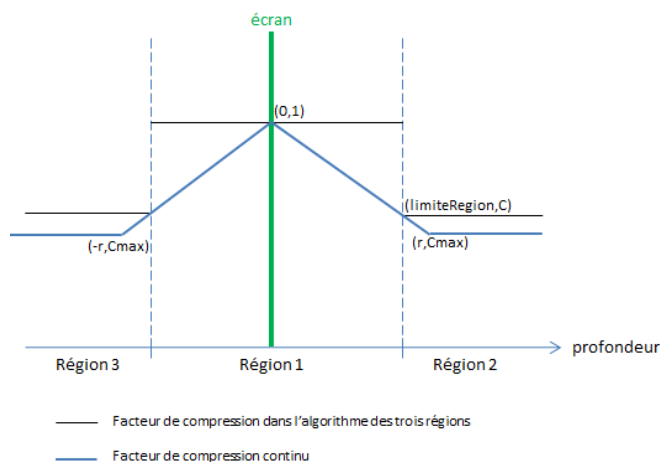 écran
(0,1)
(limiteRegion,C)
(-r,Cmax)
(r,Cmax)
profondeur
Région 3
Région 1
Région 2
Facteur de compression dans l'algorithme des trois régions
Facteur de compression continu